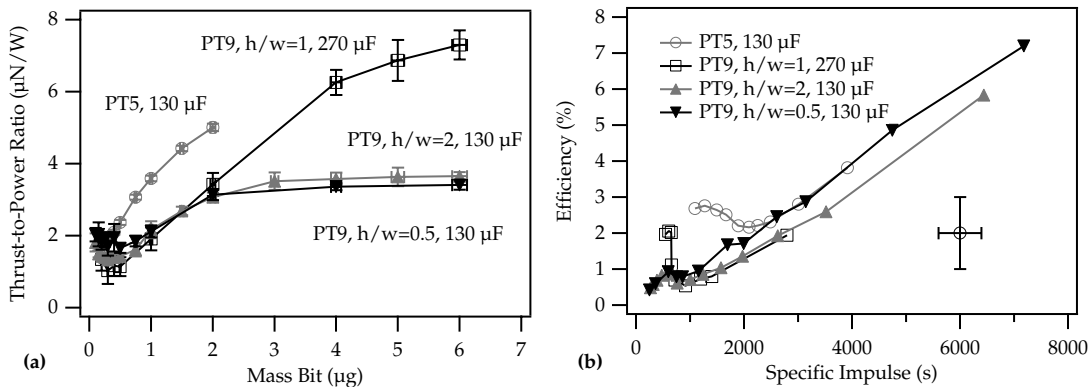 8
6
4
2
0
Thrust-to-Power Ratio (µN/W)
PT9, h/w=1, 270 µF
PT5, 130 µF
PT9, h/w=2, 130 µF
PT9, h/w=0.5, 130 µF
0 1 2 3 4 5 6 7
Mass Bit (µg)
(a)
8
7
6
5
4
3
2
1
0
Efficiency (%)
PT5, 130 µF
PT9, h/w=1, 270 µF
PT9, h/w=2, 130 µF
PT9, h/w=0.5, 130 µF
0 2000 4000 6000 8000
Specific Impulse (s)
(b)